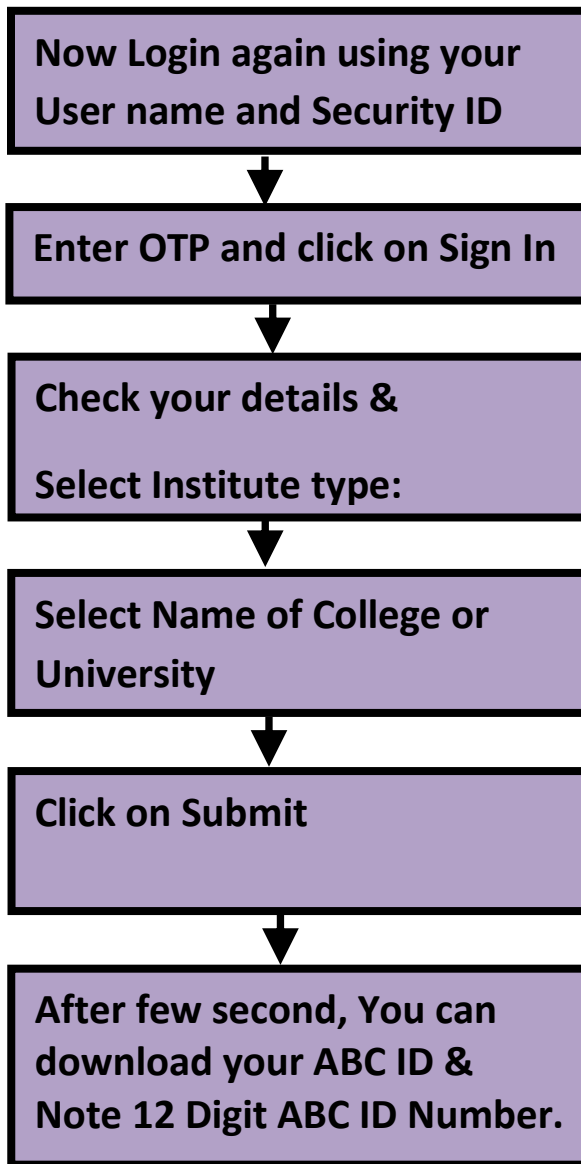 Now Login again using your
User name and Security ID
Enter OTP and click on Sign In
Check your details &
Select Institute type:
Select Name of College or
University
Click on Submit
After few second, You can
download your ABC ID &
Note 12 Digit ABC ID Number.